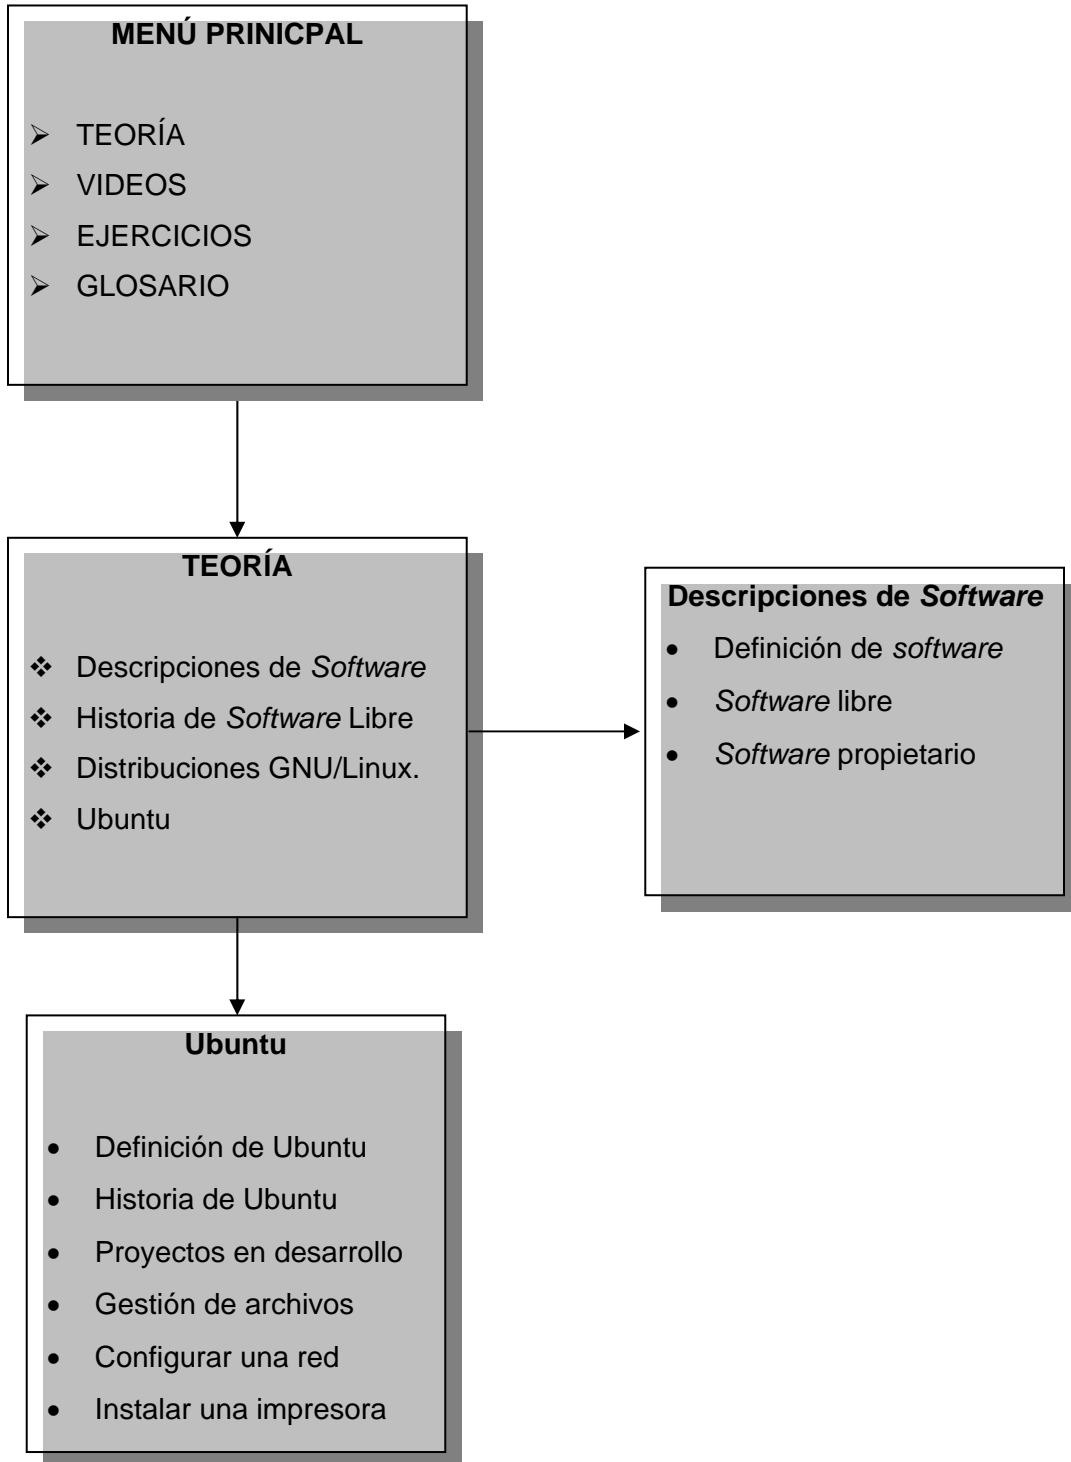 MENÚ PRINICPAL
TEORÍA
VIDEOS
EJERCICIOS
GLOSARIO
TEORÍA
Descripciones de Software
Historia de Software Libre
Distribuciones GNU/Linux.
Ubuntu
Descripciones de Software
Definición de software
Software libre
Software propietario
Ubuntu
Definición de Ubuntu
Historia de Ubuntu
Proyectos en desarrollo
Gestión de archivos
Configurar una red
Instalar una impresora